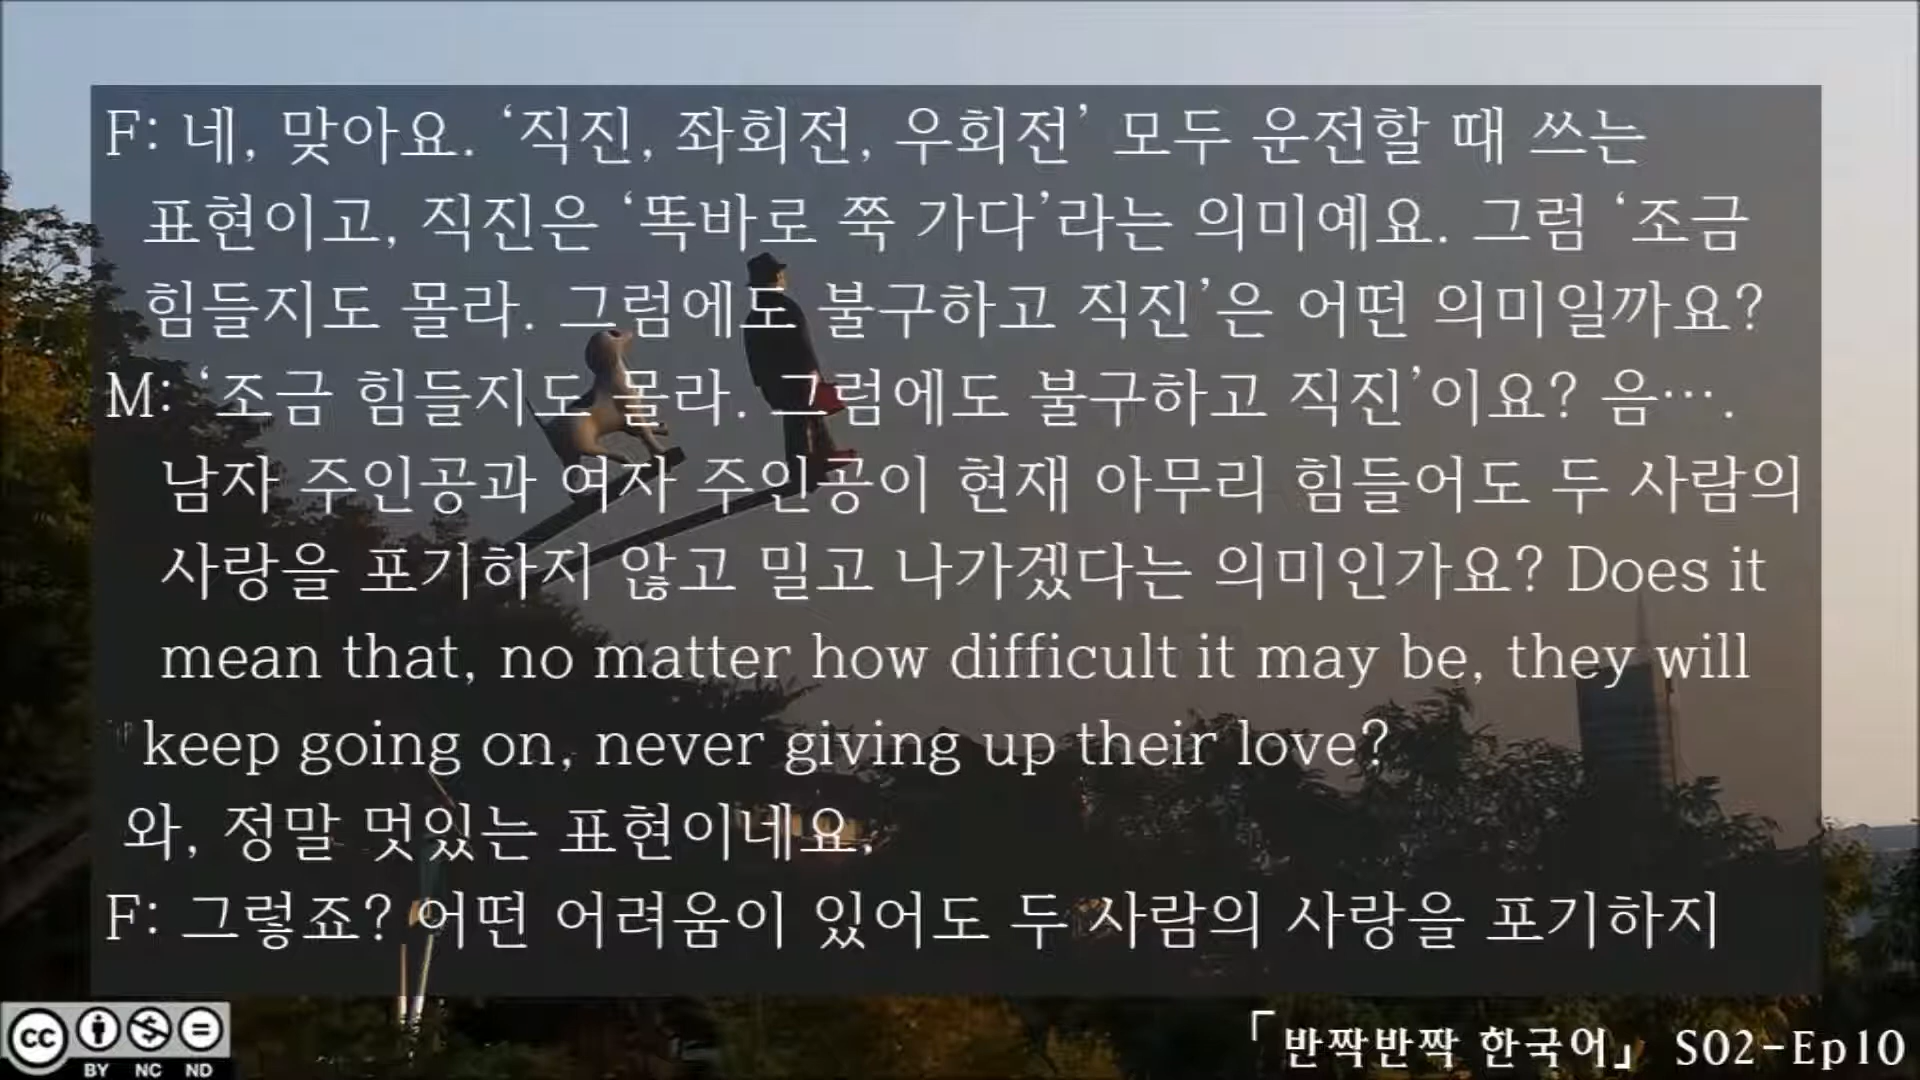 F: 네, 맞아요. ‘직진, 좌회전, 우회전’ 모두 운전할 때 쓰는
표현이고, 직진은 ‘똑바로 쭉 가다’라는 의미예요. 그럼 ‘조금
힘들지도 몰라. 그럼에도 불구하고 직진’은 어떤 의미일까요?
M: ‘조금 힘들지도 몰라. 그럼에도 불구하고 직진’이요? 음….
남자 주인공과 여자 주인공이 현재 아무리 힘들어도 두 사람의
사랑을 포기하지 않고 밀고 나가겠다는 의미인가요? Does it
mean that, no matter how difficult it may be, they will
keep going on, never giving up their love?
와, 정말 멋있는 표현이네요.
F: 그렇죠? 어떤 어려움이 있어도 두 사람의 사랑을 포기하지
cc BY NC ND
「반짝반짝 한국어」 S02-Ep10